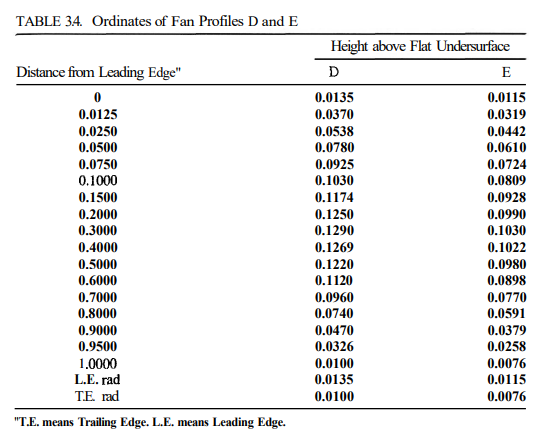 TABLE 34. Ordinates of Fan Profiles D and E
Height above Flat Undersurface
Distance from Leading Edge" D E
0 0.0135 0.0115
0.0125 0.0370 0.0319
0.0250 0.0538 0.0442
0.0500 0.0780 0.0610
0.0750 0.0925 0.0724
0.1000 0.1030 0.0809
0.1500 0.1174 0.0928
0.2000 0.1250 0.0990
0.3000 0.1290 0.1030
0.4000 0.1269 0.1022
0.5000 0.1220 0.0980
0.6000 0.1120 0.0898
0.7000 0.0960 0.0770
0.8000 0.0740 0.0591
0.9000 0.0470 0.0379
0.9500 0.0326 0.0258
1.0000 0.0100 0.0076
L.E. rad 0.0135 0.0115
T.E. rad 0.0100 0.0076
"T.E. means Trailing Edge. L.E. means Leading Edge.